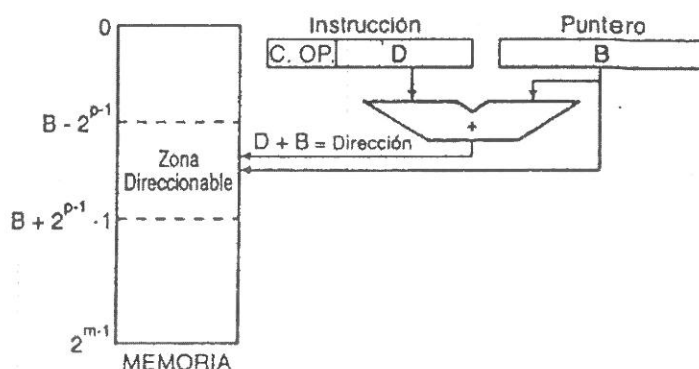 Instrucción Puntero
0
C. OP. D B
B - 2^p-1
+
D + B = Dirección
Zona
Direccionable
B + 2^p-1 - 1
2^m-1
MEMORIA